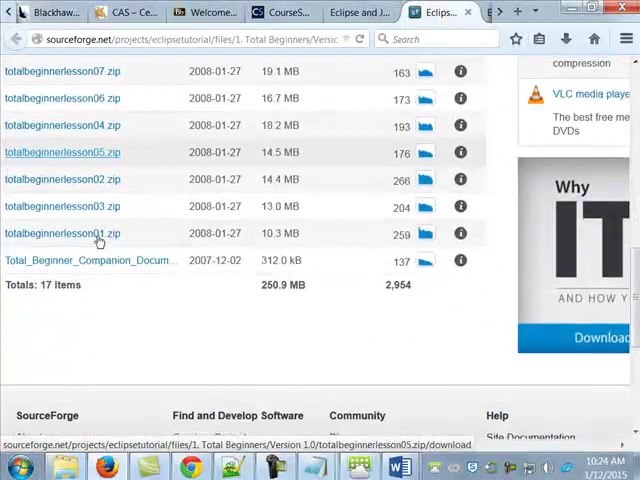 Blackhaw...
CAS – Ce...
Bb
Welcome...
CS
CourseS...
Eclipse and J...
Eclips...
sourceforge.net/projects/eclipsetutorial/files/1. Total Beginners/Versic
Search
totalbeginnerlesson07.zip 2008-01-27 19.1 MB 163
compression
totalbeginnerlesson06.zip 2008-01-27 16.7 MB 173
VLC media playe
The best free me
DVDs
totalbeginnerlesson04.zip 2008-01-27 18.2 MB 193
totalbeginnerlesson05.zip 2008-01-27 14.5 MB 176
totalbeginnerlesson02.zip 2008-01-27 14.4 MB 266
totalbeginnerlesson03.zip 2008-01-27 13.0 MB 204
totalbeginnerlesson01.zip 2008-01-27 10.3 MB 259
Total_Beginner_Companion_Docum... 2007-12-02 312.0 kB 137
Totals: 17 Items 250.9 MB 2,954
Why
IT
AND HOW Y
Download
SourceForge
Find and Develop Software
Community
Help
Site Documentation
sourceforge.net/projects/eclipsetutorial/files/1. Total Beginners/Version 1.0/totalbeginnerlesson05.zip/download
10:24 AM
1/12/2015